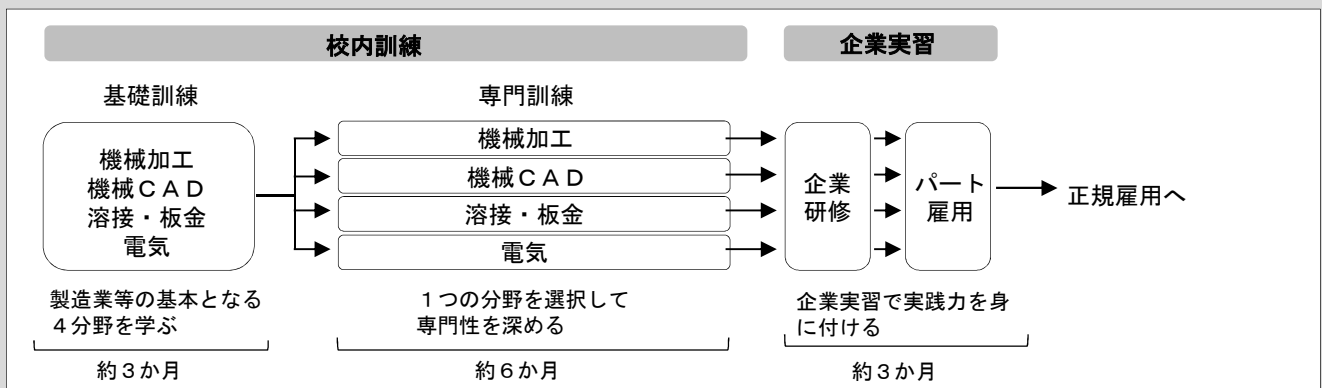 校内訓練
企業実習
基礎訓練
専門訓練
機械加工
機械ＣＡＤ
溶接・板金
電気
機械加工
機械ＣＡＤ
溶接・板金
電気
企業
研修
パート
雇用
正規雇用へ
製造業等の基本となる
４分野を学ぶ
１つの分野を選択して
専門性を深める
企業実習で実践力を身
に付ける
約３か月
約６か月
約３か月